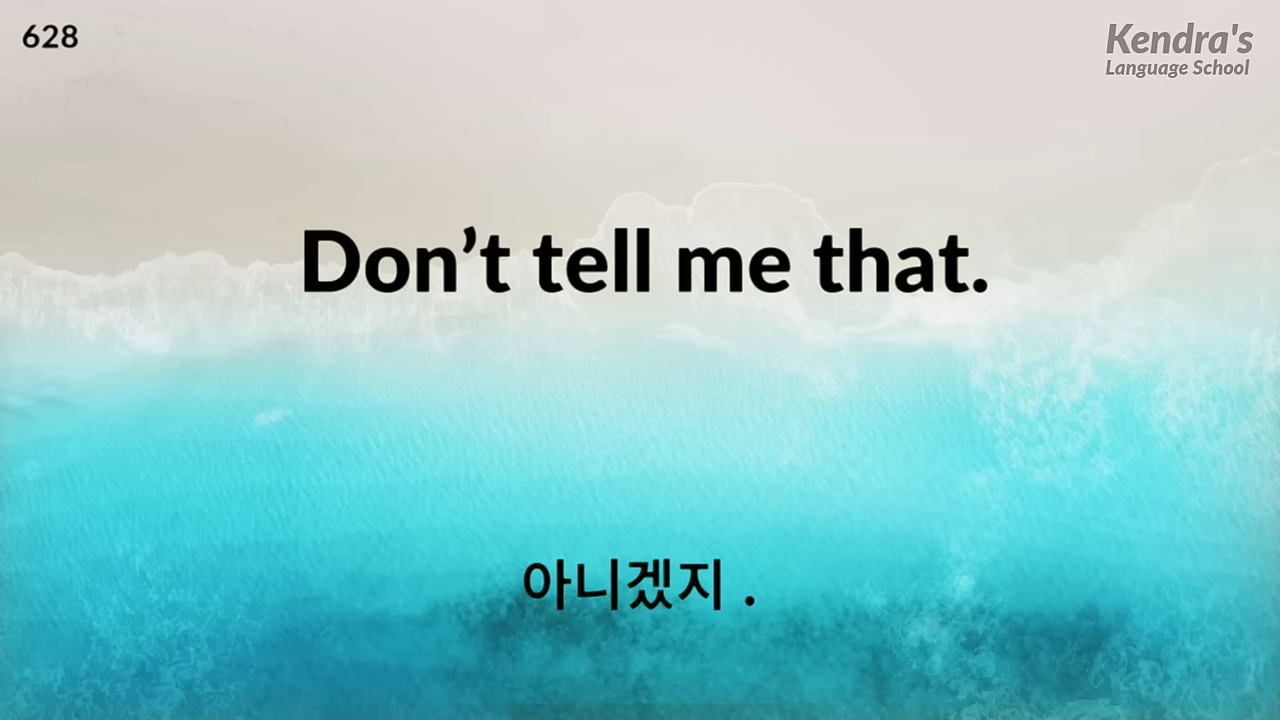 628
Kendra's
Language School
Don’t tell me that.
아니겠지 .